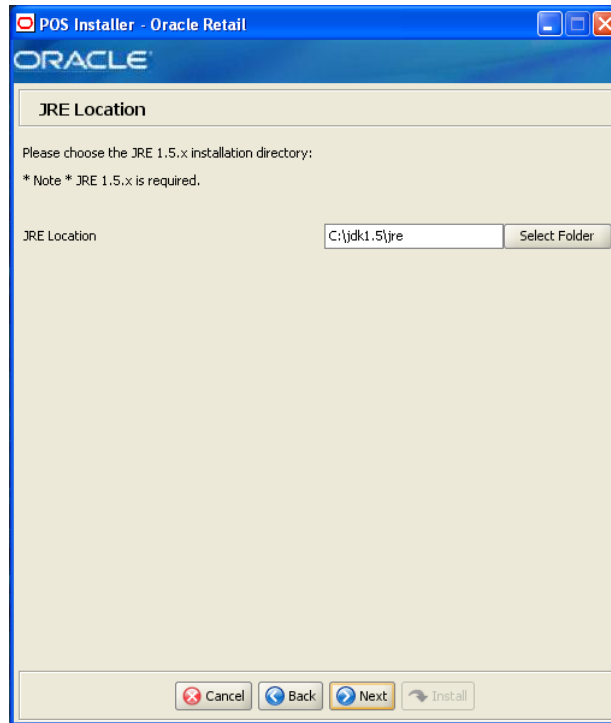 POS Installer - Oracle Retail
ORACLE
JRE Location
Please choose the JRE 1.5.x installation directory:
* Note * JRE 1.5.x is required.
JRE Location C:\jdk1.5\jre Select Folder
Cancel Back Next Install